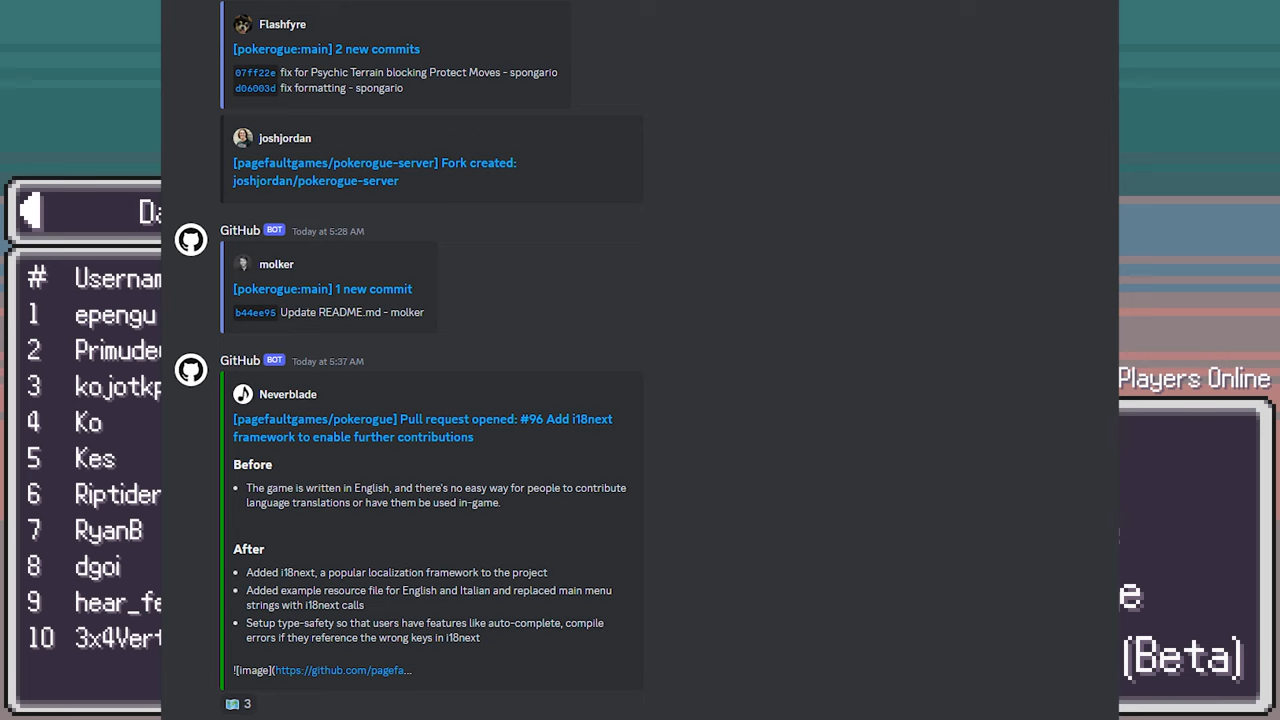 Flashfyre
[pokerogue:main] 2 new commits
07ff22e fix for Psychic Terrain blocking Protect Moves - spongario
d06003d fix formatting - spongario
joshjordan
[pagefaultgames/pokerogue-server] Fork created:
joshjordan/pokerogue-server
GitHub BOT Today at 5:28 AM
molker
[pokerogue:main] 1 new commit
b44ee95 Update README.md - molker
GitHub BOT Today at 5:37 AM
Neverblade
[pagefaultgames/pokerogue] Pull request opened: #96 Add i18next
framework to enable further contributions
Before
• The game is written in English, and there's no easy way for people to contribute
language translations or have them be used in-game.
After
• Added i18next, a popular localization framework to the project
• Added example resource file for English and Italian and replaced main menu
strings with i18next calls
• Setup type-safety so that users have features like auto-complete, compile
errors if they reference the wrong keys in i18next
![image](https://github.com/pagefa...
3
Da
# Usernam
1 epengu
2 Primude
3 kojotkp
4 Ko
5 Kes
6 Riptider
7 RyanB
8 dgoi
9 hear_fe
10 3x4Vert
Players Online
e
(Beta)